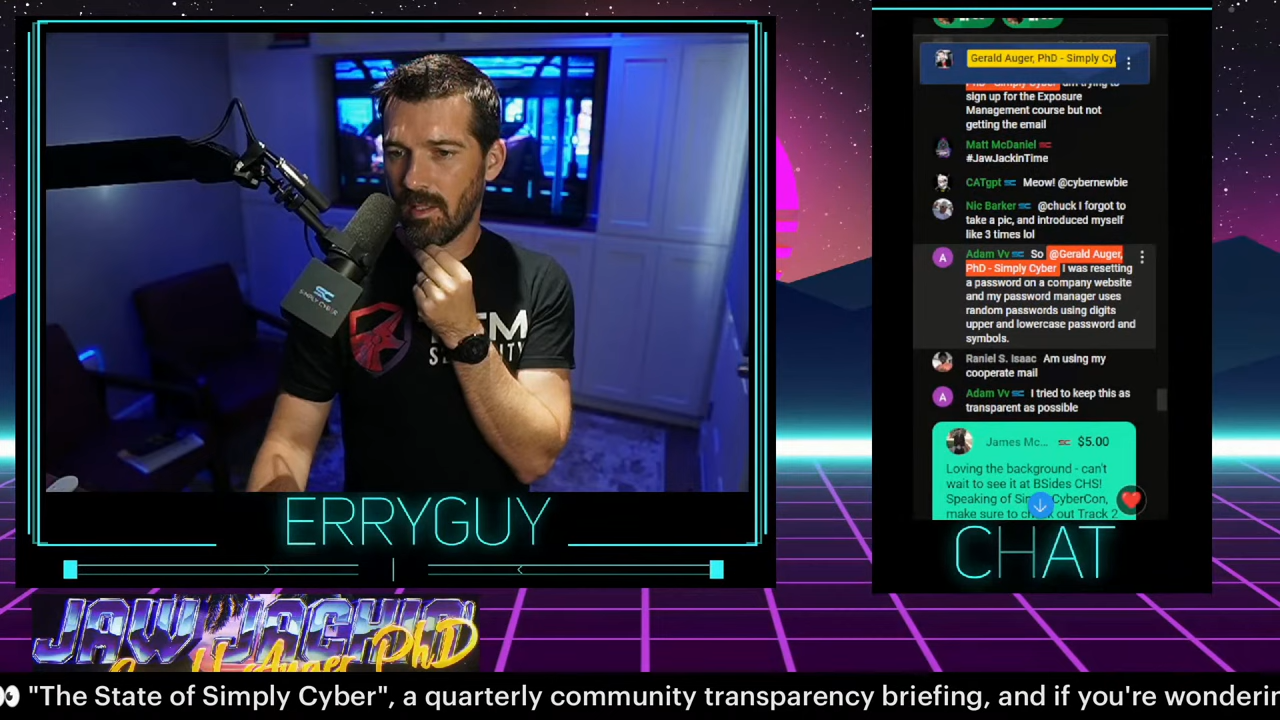 Gerald Auger, PhD - Simply Cy
PhD - Simply Cyber am trying to
sign up for the Exposure
Management course but not
getting the email
Matt McDaniel
#JawJackinTime
CATgpt Meow! @cybernewbie
Nic Barker @chuck I forgot to
take a pic, and introduced myself
like 3 times lol
A
Adam Vv So @Gerald Auger,
PhD - Simply Cyber I was resetting
a password on a company website
and my password manager uses
random passwords using digits
upper and lowercase password and
symbols.
Raniel S. Isaac Am using my
cooperate mail
A
Adam Vv I tried to keep this as
transparent as possible
James Mc... $5.00
Loving the background - can't
wait to see it at BSides CHS!
Speaking of CyberCon,
make sure to out Track 2
CHAT
SC
SIMPLY CYBER
ERRYGUY
JAW JACKIN'
PhD
"The State of Simply Cyber", a quarterly community transparency briefing, and if you're wonderin